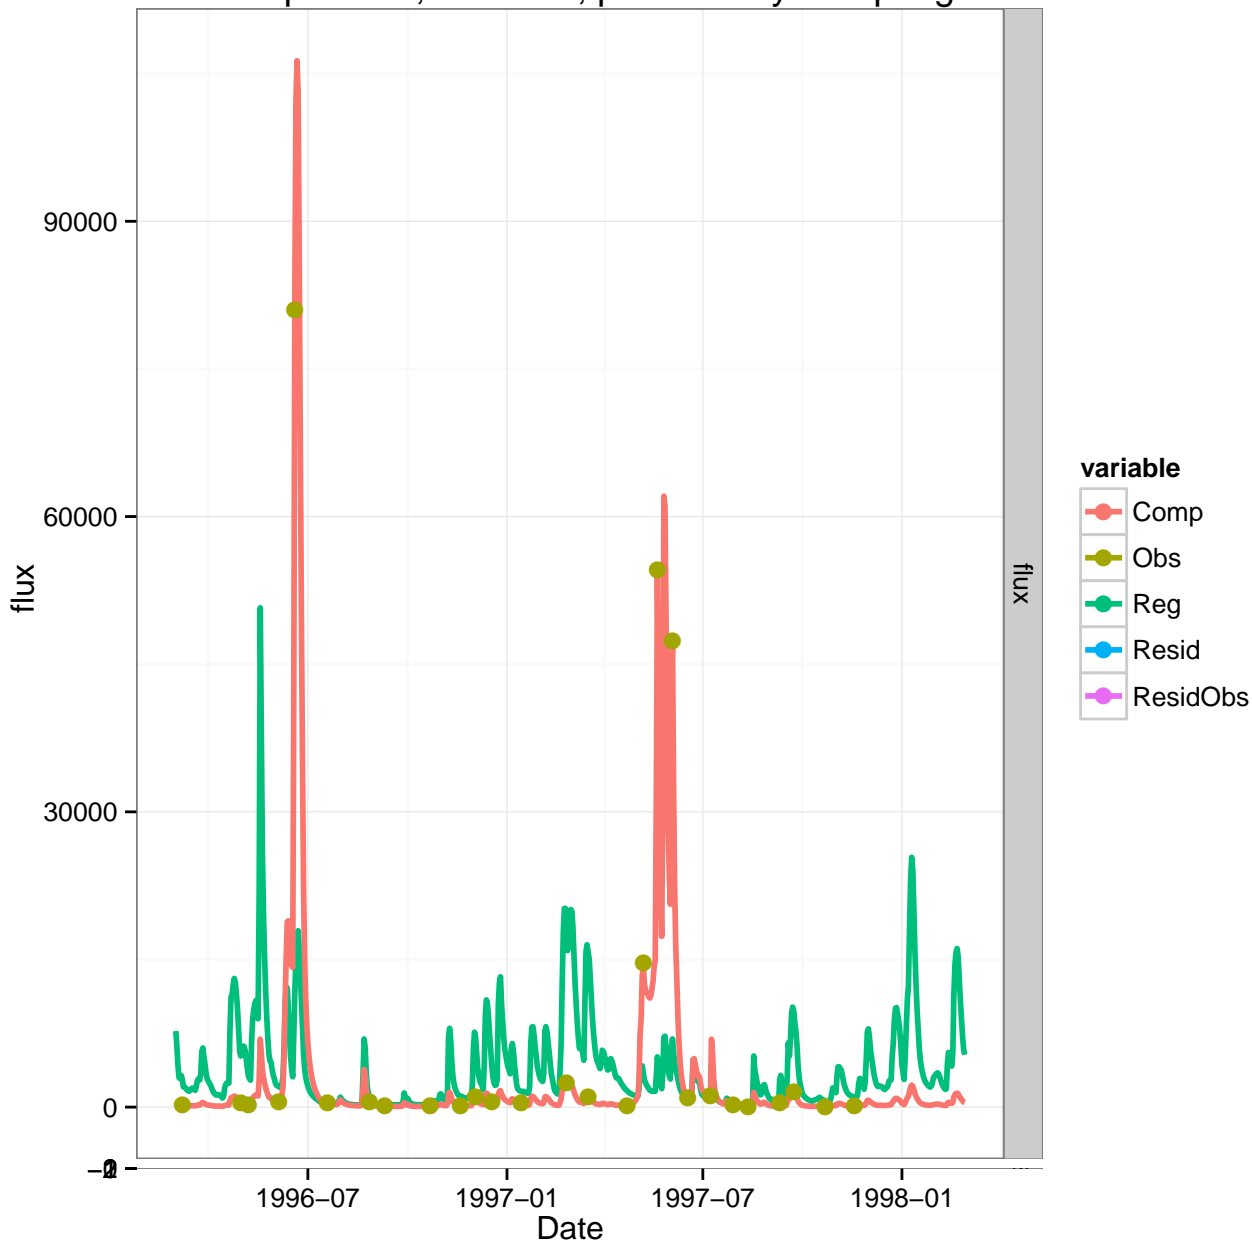 90000
60000
30000
0
flux
flux
1996−07
1997−01
1997−07
1998−01
Date
variable
Comp
Obs
Reg
Resid
ResidObs